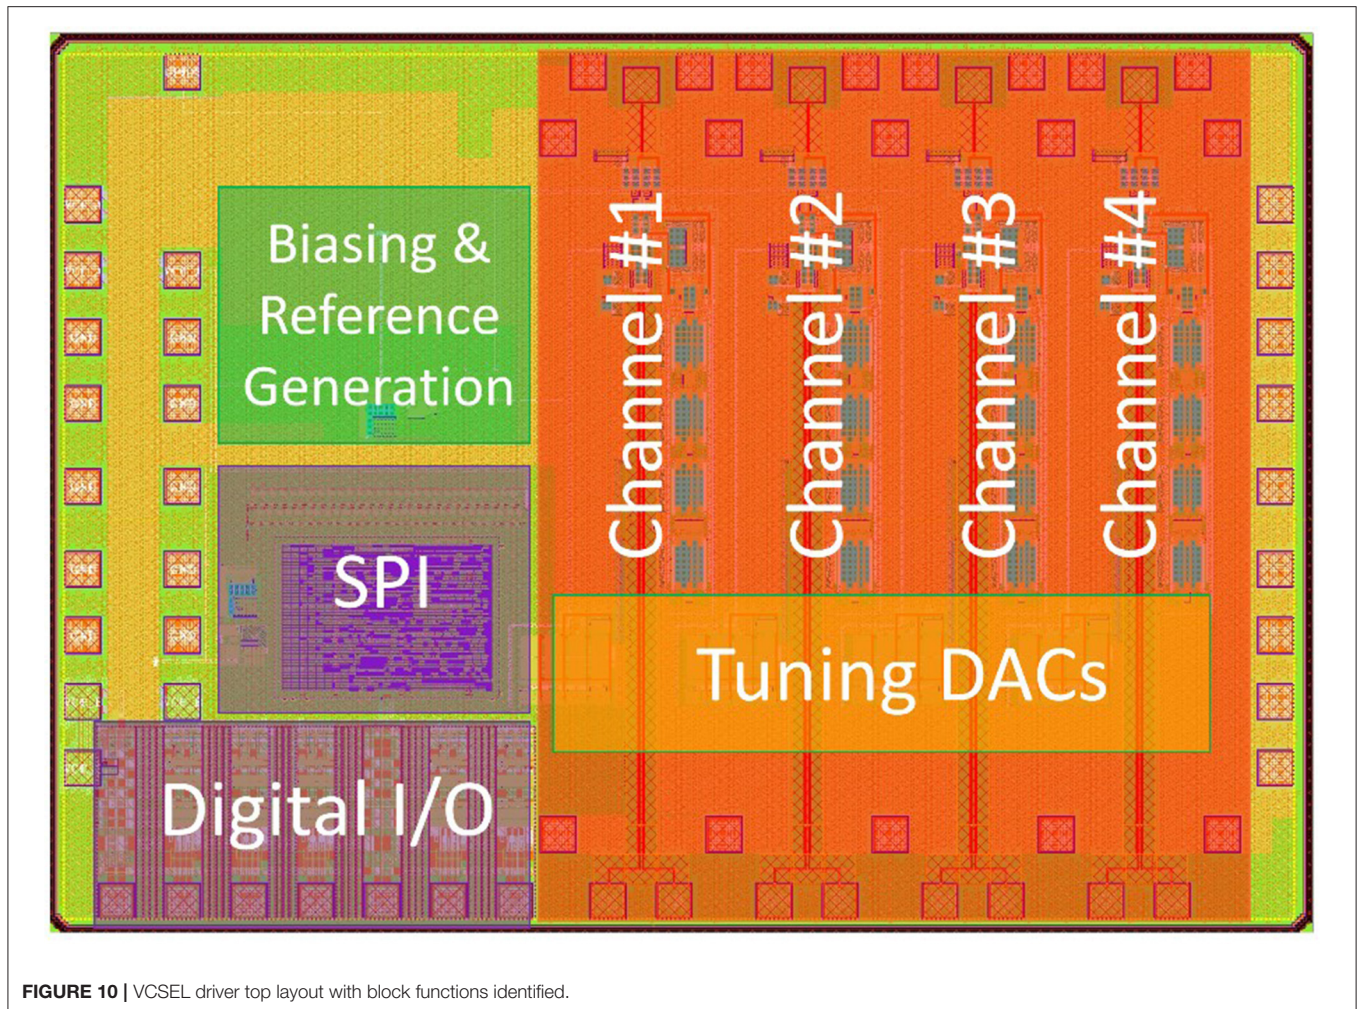 Biasing &
Reference
Generation
SPI
Digital I/O
Channel #1
Channel #2
Channel #3
Channel #4
Tuning DACs
FIGURE 10 | VCSEL driver top layout with block functions identified.